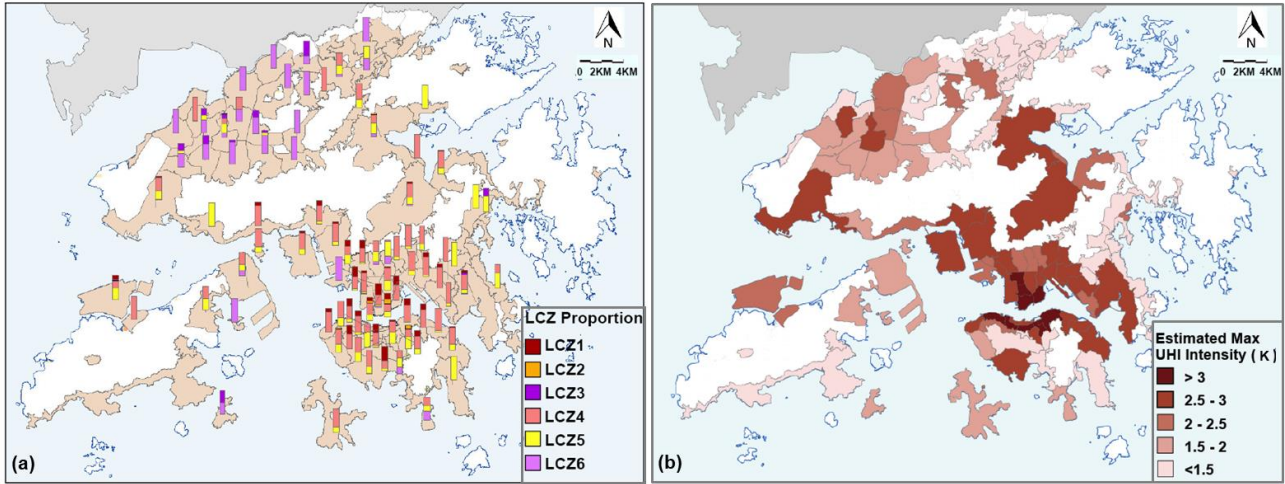 N
0 2KM 4KM
LCZ Proportion
LCZ1
LCZ2
LCZ3
LCZ4
LCZ5
LCZ6
(a)
N
0 2KM 4KM
Estimated Max
UHI Intensity ( K )
> 3
2.5 - 3
2 - 2.5
1.5 - 2
<1.5
(b)